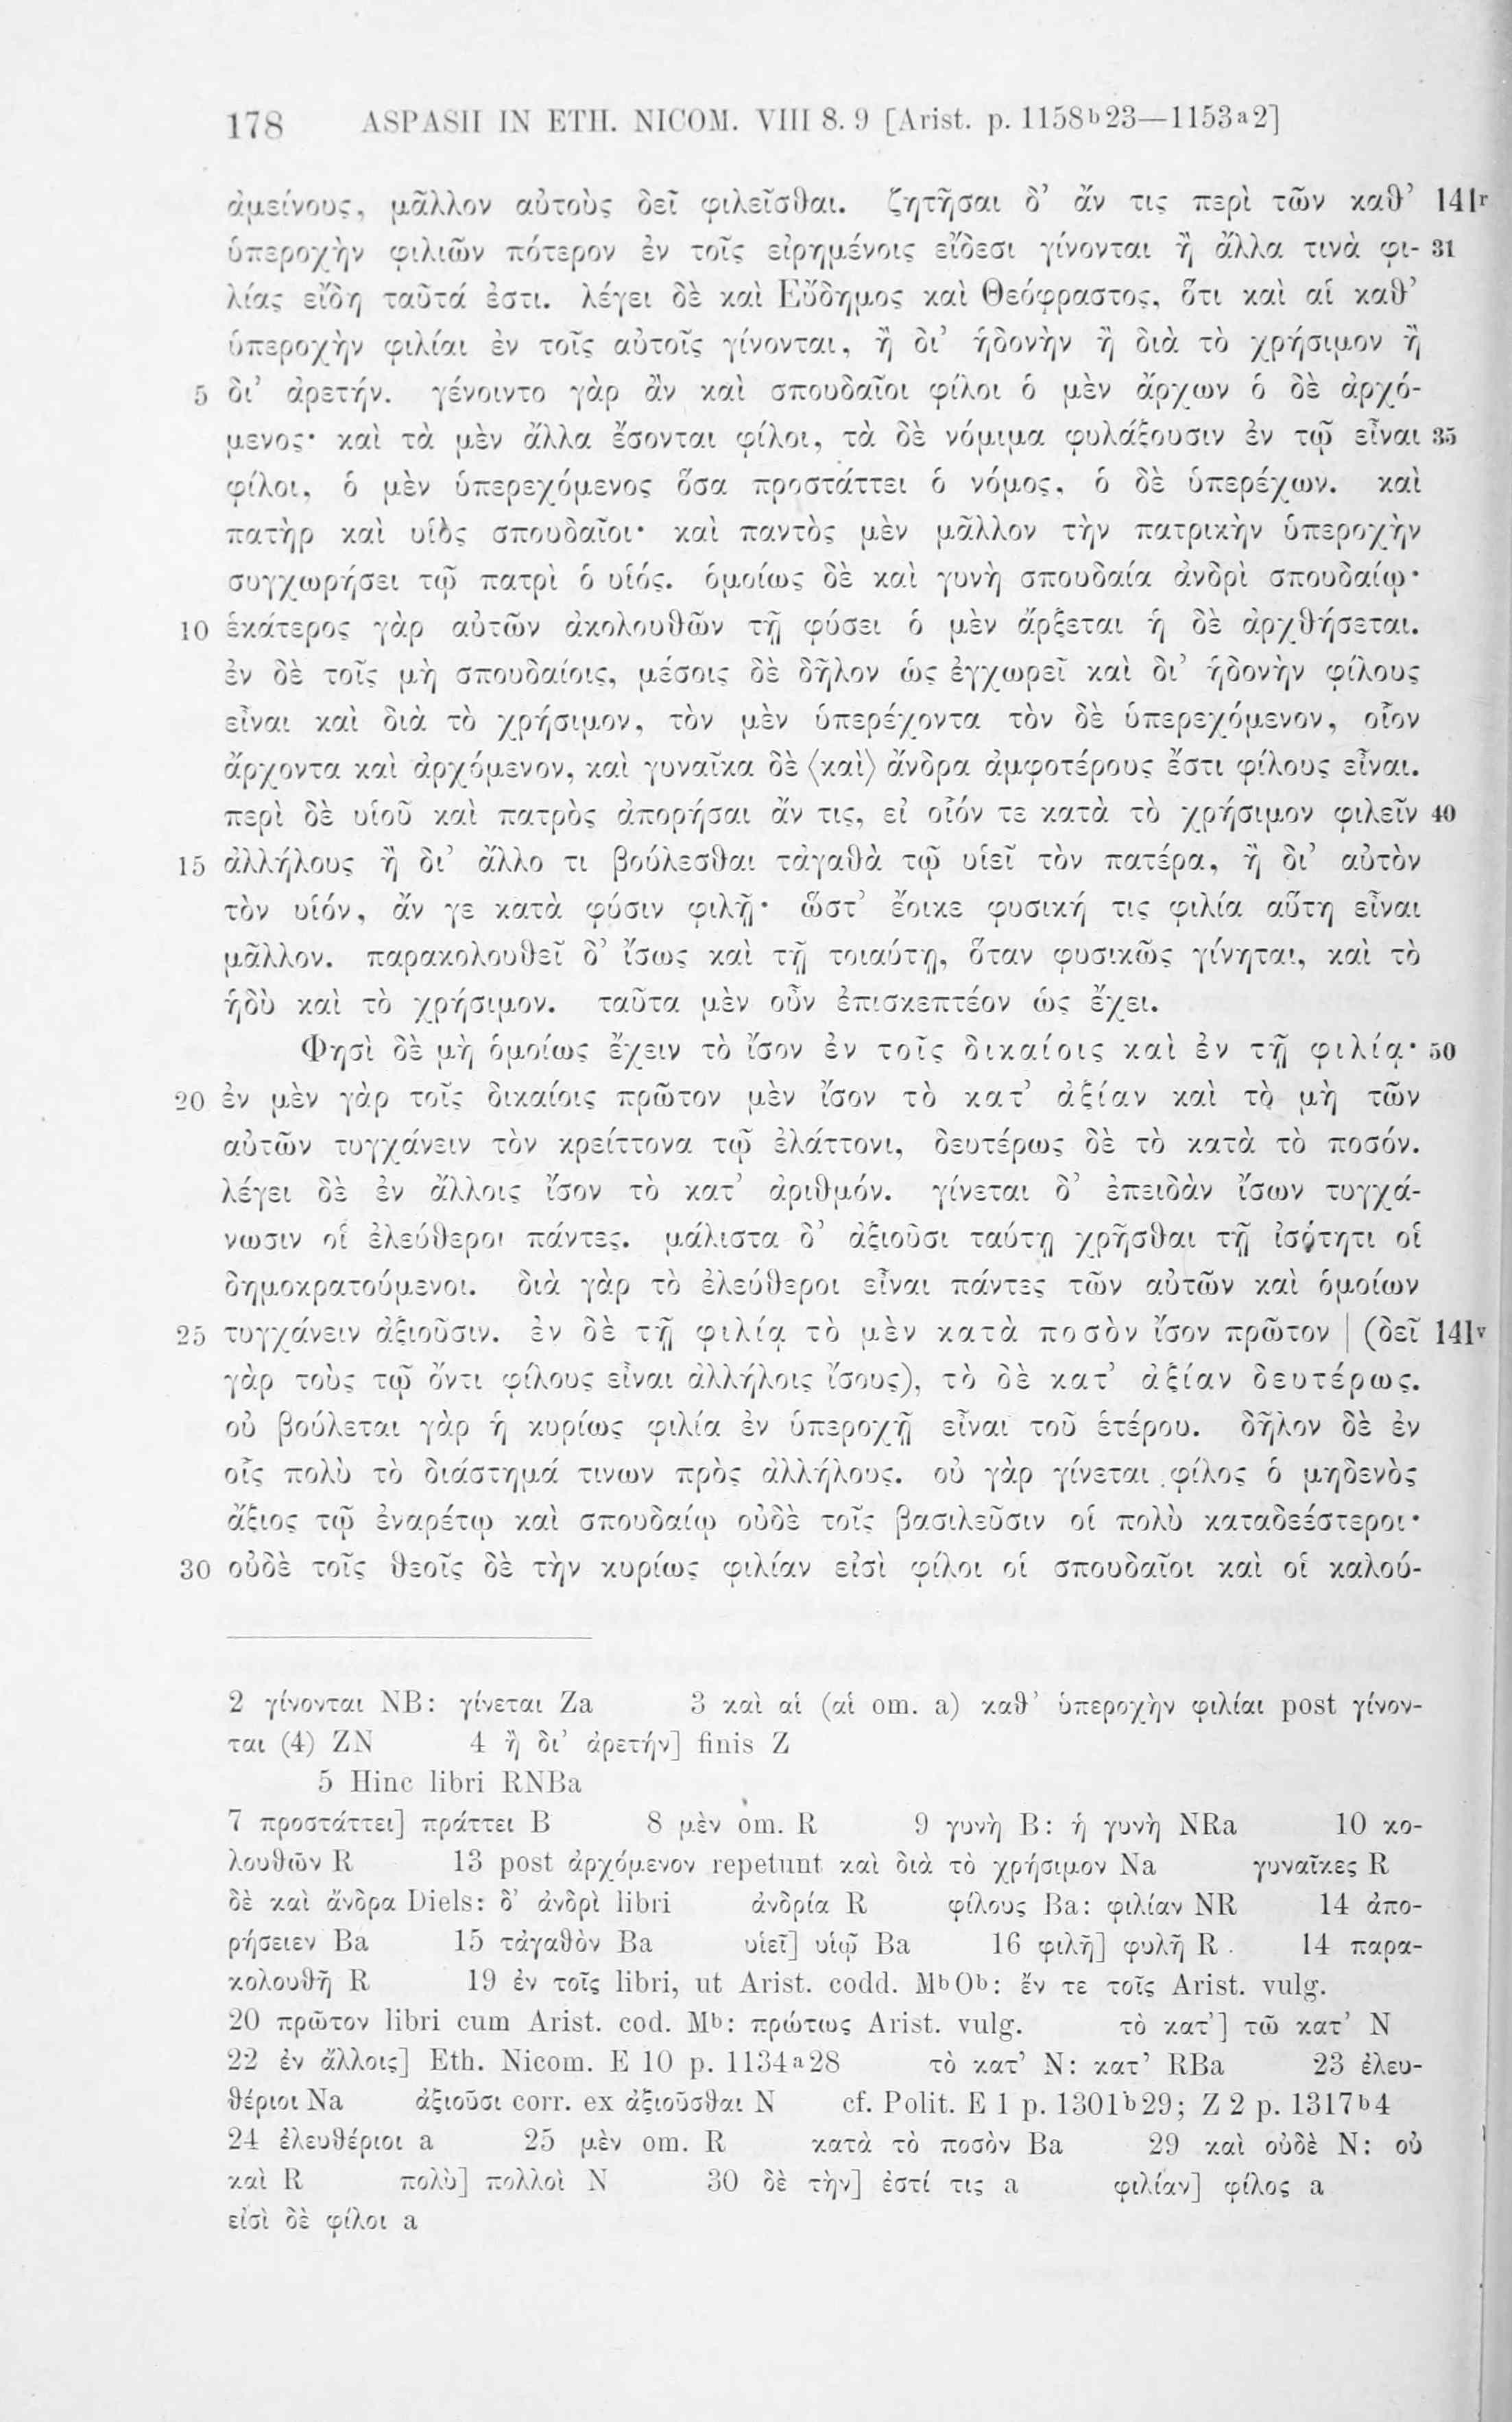 178 ASPASII IN ETH. NICOM. VIII 8. 9 [Arist. p. 1158ᵇ23—1153ᵃ2]
ἀμείνους, μᾶλλον αὐτοὺς δεῖ φιλεῖσθαι. ζητῆσαι δ’ ἄν τις περὶ τῶν καθ’ 141ʳ
ὑπεροχὴν φιλιῶν πότερον ἐν τοῖς εἰρημένοις εἴδεσι γίνονται ἢ ἄλλα τινὰ φι- 31
λίας εἴδη ταῦτά ἐστι. λέγει δὲ καὶ Εὔδημος καὶ Θεόφραστος, ὅτι καὶ αἱ καθ’
ὑπεροχὴν φιλίαι ἐν τοῖς αὐτοῖς γίνονται, ἢ δι’ ἡδονὴν ἢ διὰ τὸ χρήσιμον ἢ
5 δι’ ἀρετήν. γένοιντο γὰρ ἂν καὶ σπουδαῖοι φίλοι ὁ μὲν ἄρχων ὁ δὲ ἀρχό-
μενος· καὶ τὰ μὲν ἄλλα ἔσονται φίλοι, τὰ δὲ νόμιμα φυλάξουσιν ἐν τῷ εἶναι 35
φίλοι, ὁ μὲν ὑπερεχόμενος ὅσα προστάττει ὁ νόμος, ὁ δὲ ὑπερέχων. καὶ
πατὴρ καὶ υἱὸς σπουδαῖοι· καὶ παντὸς μὲν μᾶλλον τὴν πατρικὴν ὑπεροχὴν
συγχωρήσει τῷ πατρὶ ὁ υἱός. ὁμοίως δὲ καὶ γυνὴ σπουδαία ἀνδρὶ σπουδαίῳ·
10 ἑκάτερος γὰρ αὐτῶν ἀκολουθῶν τῇ φύσει ὁ μὲν ἄρξεται ἡ δὲ ἀρχθήσεται.
ἐν δὲ τοῖς μὴ σπουδαίοις, μέσοις δὲ δῆλον ὡς ἐγχωρεῖ καὶ δι’ ἡδονὴν φίλους
εἶναι καὶ διὰ τὸ χρήσιμον, τὸν μὲν ὑπερέχοντα τὸν δὲ ὑπερεχόμενον, οἷον
ἄρχοντα καὶ ἀρχόμενον, καὶ γυναῖκα δὲ ⟨καὶ⟩ ἄνδρα ἀμφοτέρους ἔστι φίλους εἶναι.
περὶ δὲ υἱοῦ καὶ πατρὸς ἀπορήσαι ἄν τις, εἰ οἷόν τε κατὰ τὸ χρήσιμον φιλεῖν 40
15 ἀλλήλους ἢ δι’ ἄλλο τι βούλεσθαι τἀγαθὰ τῷ υἱεῖ τὸν πατέρα, ἢ δι’ αὐτὸν
τὸν υἱόν, ἄν γε κατὰ φύσιν φιλῇ· ὥστ’ ἔοικε φυσική τις φιλία αὕτη εἶναι
μᾶλλον. παρακολουθεῖ δ’ ἴσως καὶ τῇ τοιαύτῃ, ὅταν φυσικῶς γίνηται, καὶ τὸ
ἡδὺ καὶ τὸ χρήσιμον. ταῦτα μὲν οὖν ἐπισκεπτέον ὡς ἔχει.
Φησὶ δὲ μὴ ὁμοίως ἔχειν τὸ ἴσον ἐν τοῖς δικαίοις καὶ ἐν τῇ φιλίᾳ· 50
20 ἐν μὲν γὰρ τοῖς δικαίοις πρῶτον μὲν ἴσον τὸ κατ’ ἀξίαν καὶ τὸ μὴ τῶν
αὐτῶν τυγχάνειν τὸν κρείττονα τῷ ἐλάττονι, δευτέρως δὲ τὸ κατὰ τὸ ποσόν.
λέγει δὲ ἐν ἄλλοις ἴσον τὸ κατ’ ἀριθμόν. γίνεται δ’ ἐπειδὰν ἴσων τυγχά-
νωσιν οἱ ἐλεύθεροι πάντες. μάλιστα δ’ ἀξιοῦσι ταύτῃ χρῆσθαι τῇ ἰσότητι οἱ
δημοκρατούμενοι. διὰ γὰρ τὸ ἐλεύθεροι εἶναι πάντες τῶν αὐτῶν καὶ ὁμοίων
25 τυγχάνειν ἀξιοῦσιν. ἐν δὲ τῇ φιλίᾳ τὸ μὲν κατὰ ποσὸν ἴσον πρῶτον | (δεῖ 141ᵛ
γὰρ τοὺς τῷ ὄντι φίλους εἶναι ἀλλήλοις ἴσους), τὸ δὲ κατ’ ἀξίαν δευτέρως.
οὐ βούλεται γὰρ ἡ κυρίως φιλία ἐν ὑπεροχῇ εἶναι τοῦ ἑτέρου. δῆλον δὲ ἐν
οἷς πολὺ τὸ διάστημά τινων πρὸς ἀλλήλους. οὐ γὰρ γίνεται φίλος ὁ μηδενὸς
ἄξιος τῷ ἐναρέτῳ καὶ σπουδαίῳ οὐδὲ τοῖς βασιλεῦσιν οἱ πολὺ καταδεέστεροι·
30 οὐδὲ τοῖς θεοῖς δὲ τὴν κυρίως φιλίαν εἰσὶ φίλοι οἱ σπουδαῖοι καὶ οἱ καλού-
2 γίνονται NB: γίνεται Za 3 καὶ αἱ (αἱ om. a) καθ’ ὑπεροχὴν φιλίαι post γίνον-
ται (4) ZN 4 ἢ δι’ ἀρετήν] finis Z
5 Hinc libri RNBa
7 προστάττει] πράττει B 8 μὲν om. R 9 γυνὴ B: ἡ γυνὴ NRa 10 κο-
λουθῶν R 13 post ἀρχόμενον repetunt καὶ διὰ τὸ χρήσιμον Na γυναῖκες R
δὲ καὶ ἄνδρα Diels: δ’ ἀνδρὶ libri ἀνδρία R φίλους Ba: φιλίαν NR 14 ἀπο-
ρήσειεν Ba 15 τἀγαθὸν Ba υἱεῖ] υἱῷ Ba 16 φιλῇ] φυλῇ R 14 παρα-
κολουθῇ R 19 ἐν τοῖς libri, ut Arist. codd. MᵇOᵇ: ἔν τε τοῖς Arist. vulg.
20 πρῶτον libri cum Arist. cod. Mᵇ: πρώτως Arist. vulg. τὸ κατ’] τῶ κατ’ N
22 ἐν ἄλλοις] Eth. Nicom. E 10 p. 1134ᵃ28 τὸ κατ’ N: κατ’ RBa 23 ἐλευ-
θέριοι Na ἀξιοῦσι corr. ex ἀξιοῦσθαι N cf. Polit. E 1 p. 1301ᵇ29; Z 2 p. 1317ᵇ4
24 ἐλευθέριοι a 25 μὲν om. R κατὰ τὸ ποσὸν Ba 29 καὶ οὐδὲ N: οὐ
καὶ R πολὺ] πολλοὶ N 30 δὲ τὴν] ἐστί τις a φιλίαν] φίλος a
εἰσὶ δὲ φίλοι a